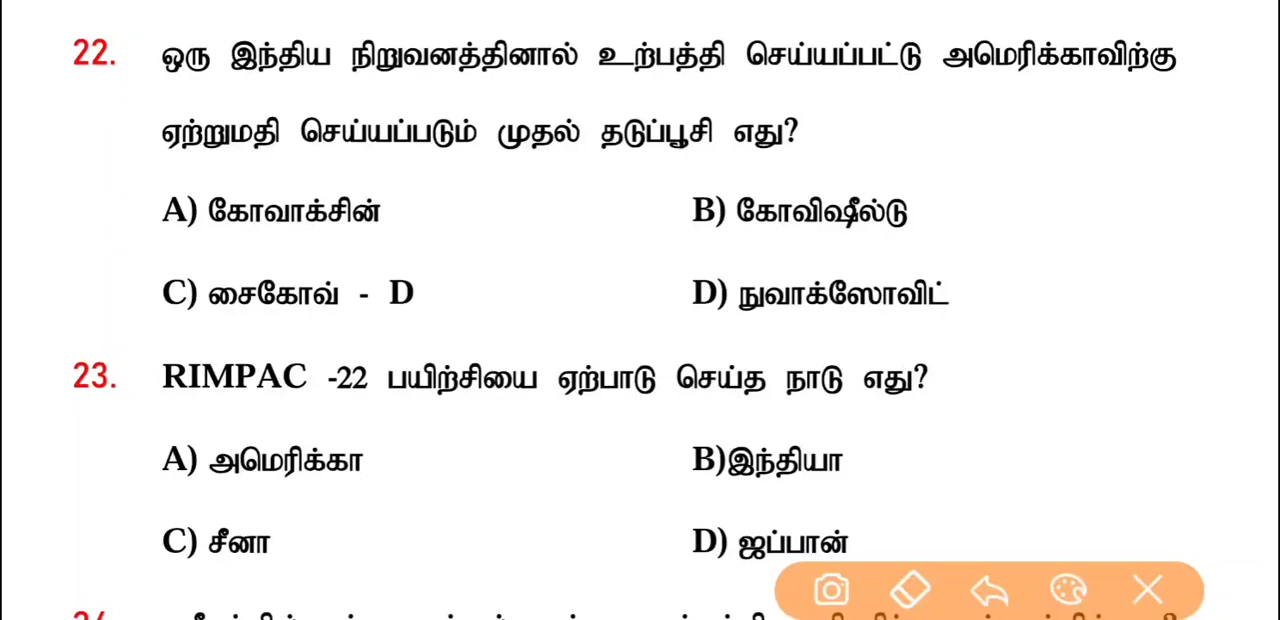 22. ஒரு இந்திய நிறுவனத்தினால் உற்பத்தி செய்யப்பட்டு அமெரிக்காவிற்கு
ஏற்றுமதி செய்யப்படும் முதல் தடுப்பூசி எது?
A) கோவாக்சின் B) கோவிஷீல்டு
C) சைகோவ் - D D) நுவாக்ஸோவிட்
23. RIMPAC -22 பயிற்சியை ஏற்பாடு செய்த நாடு எது?
A) அமெரிக்கா B)இந்தியா
C) சீனா D) ஜப்பான்